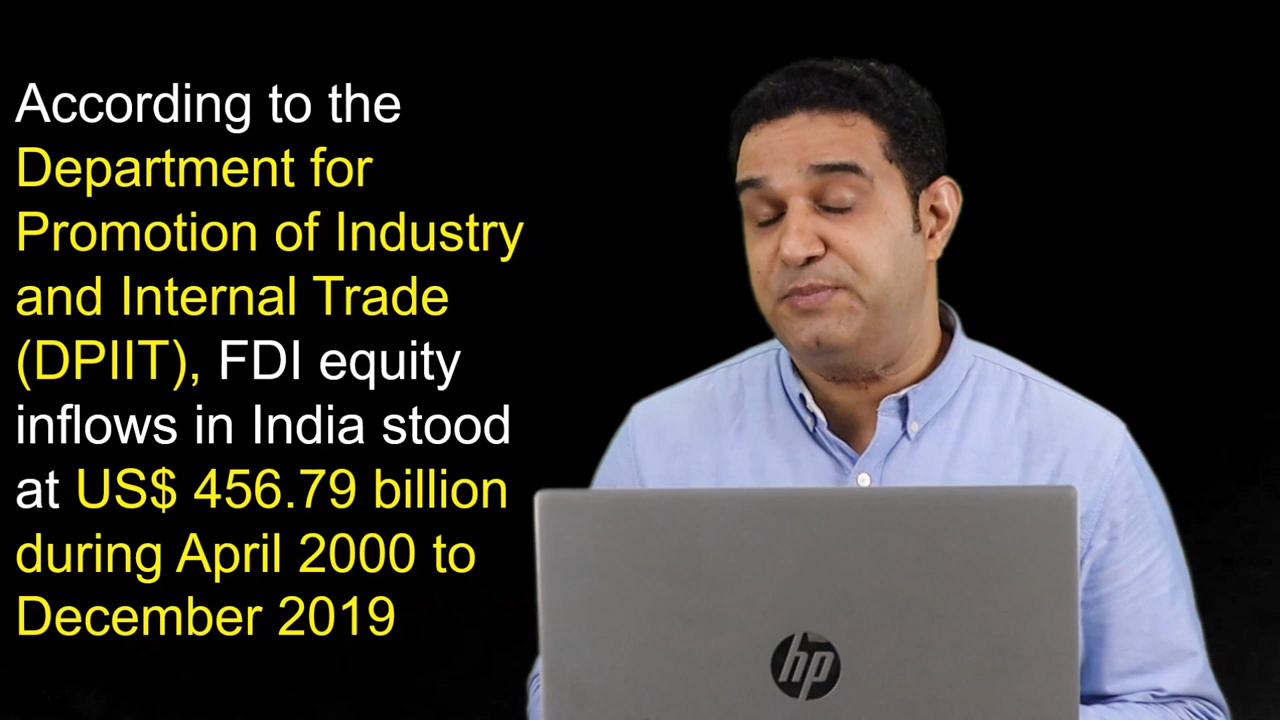 According to the
Department for
Promotion of Industry
and Internal Trade
(DPIIT), FDI equity
inflows in India stood
at US$ 456.79 billion
during April 2000 to
December 2019
hp